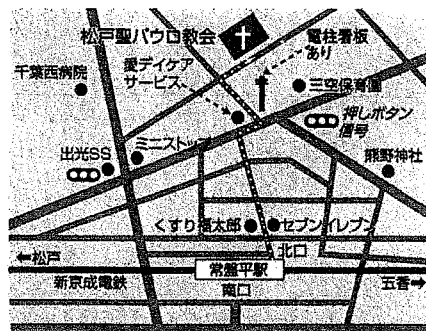 松戸聖パウロ教会
電柱看板
あり
千葉西病院
愛デイケア
サービス
三空保育園
押しボタン
信号
ミニストップ
出光SS
熊野神社
くすり福太郎
セブンイレブン
北口
←松戸
常盤平駅
新京成電鉄
南口
五香→